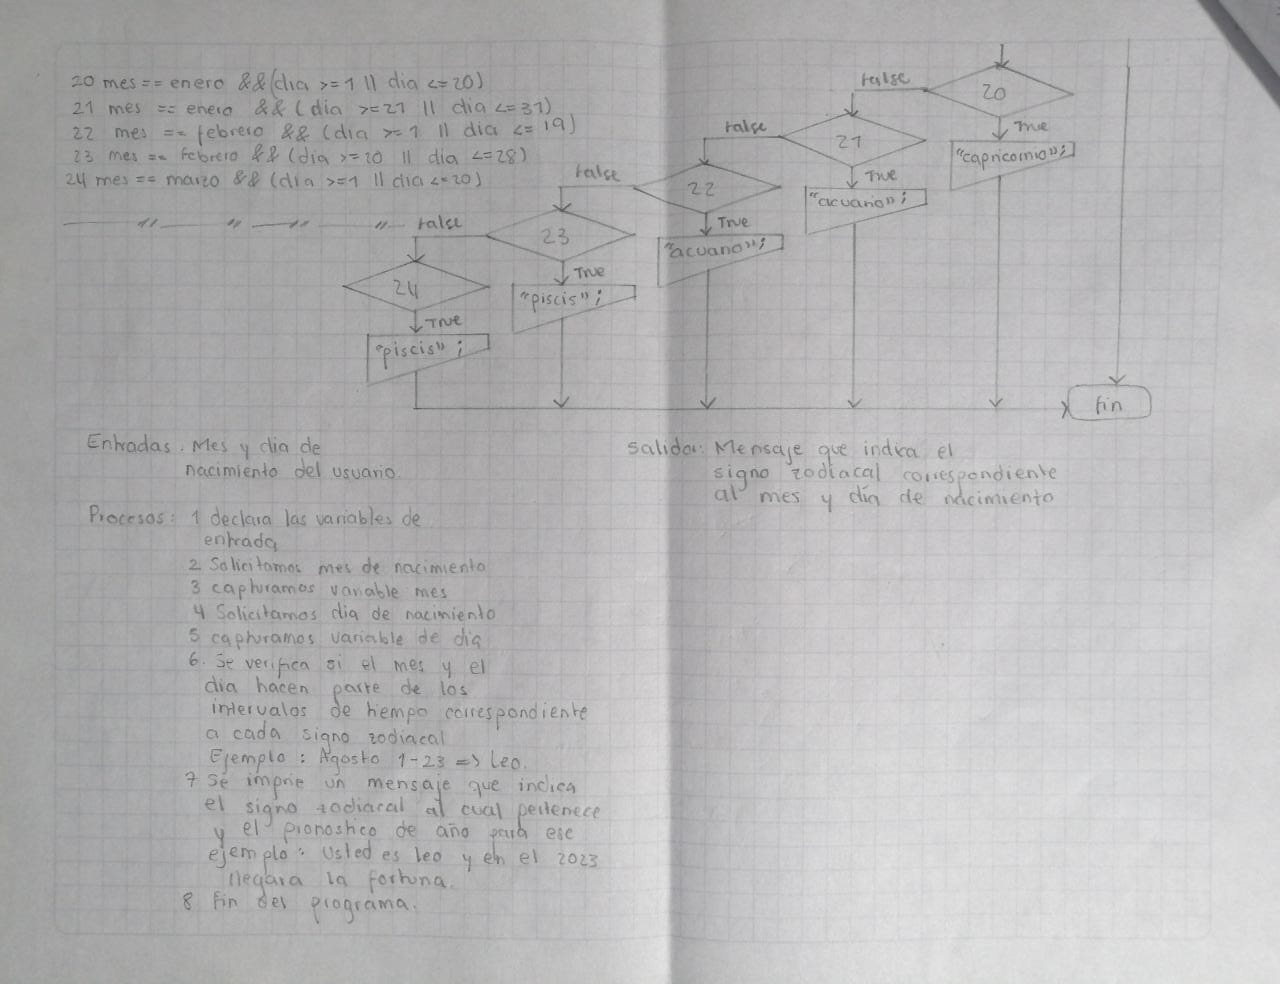 20 mes == enero && (dia >= 1 || dia <= 20)
21 mes == enero && (dia >= 21 || dia <= 31)
22 mes == febrero && (dia >= 1 || dia <= 19)
23 mes == febrero && (dia >= 20 || dia <= 28)
24 mes == marzo && (dia >= 1 || dia <= 20)
false
20
True
"capricornio";
false
21
True
"acuario";
false
22
True
"acuario";
false
23
True
"piscis";
false
24
True
"piscis";
fin
Entradas. Mes y dia de
nacimiento del usuario.
Salida: Mensaje que indica el
signo zodiacal correspondiente
al mes y día de nacimiento
Procesos: 1 declara las variables de
entrada
2 Solicitamos mes de nacimiento
3 capturamos variable mes
4 Solicitamos dia de nacimiento
5 capturamos variable de dia
6. Se verifica si el mes y el
dia hacen parte de los
intervalos de tiempo correspondiente
a cada signo zodiacal
Ejemplo: Agosto 1-23 => Leo.
7 Se imprie un mensaje que indica
el signo zodiacal al cual pertenece
y el pronostico de año para ese
ejemplo: Usted es leo y en el 2023
llegara la fortuna.
8 Fin del programa.